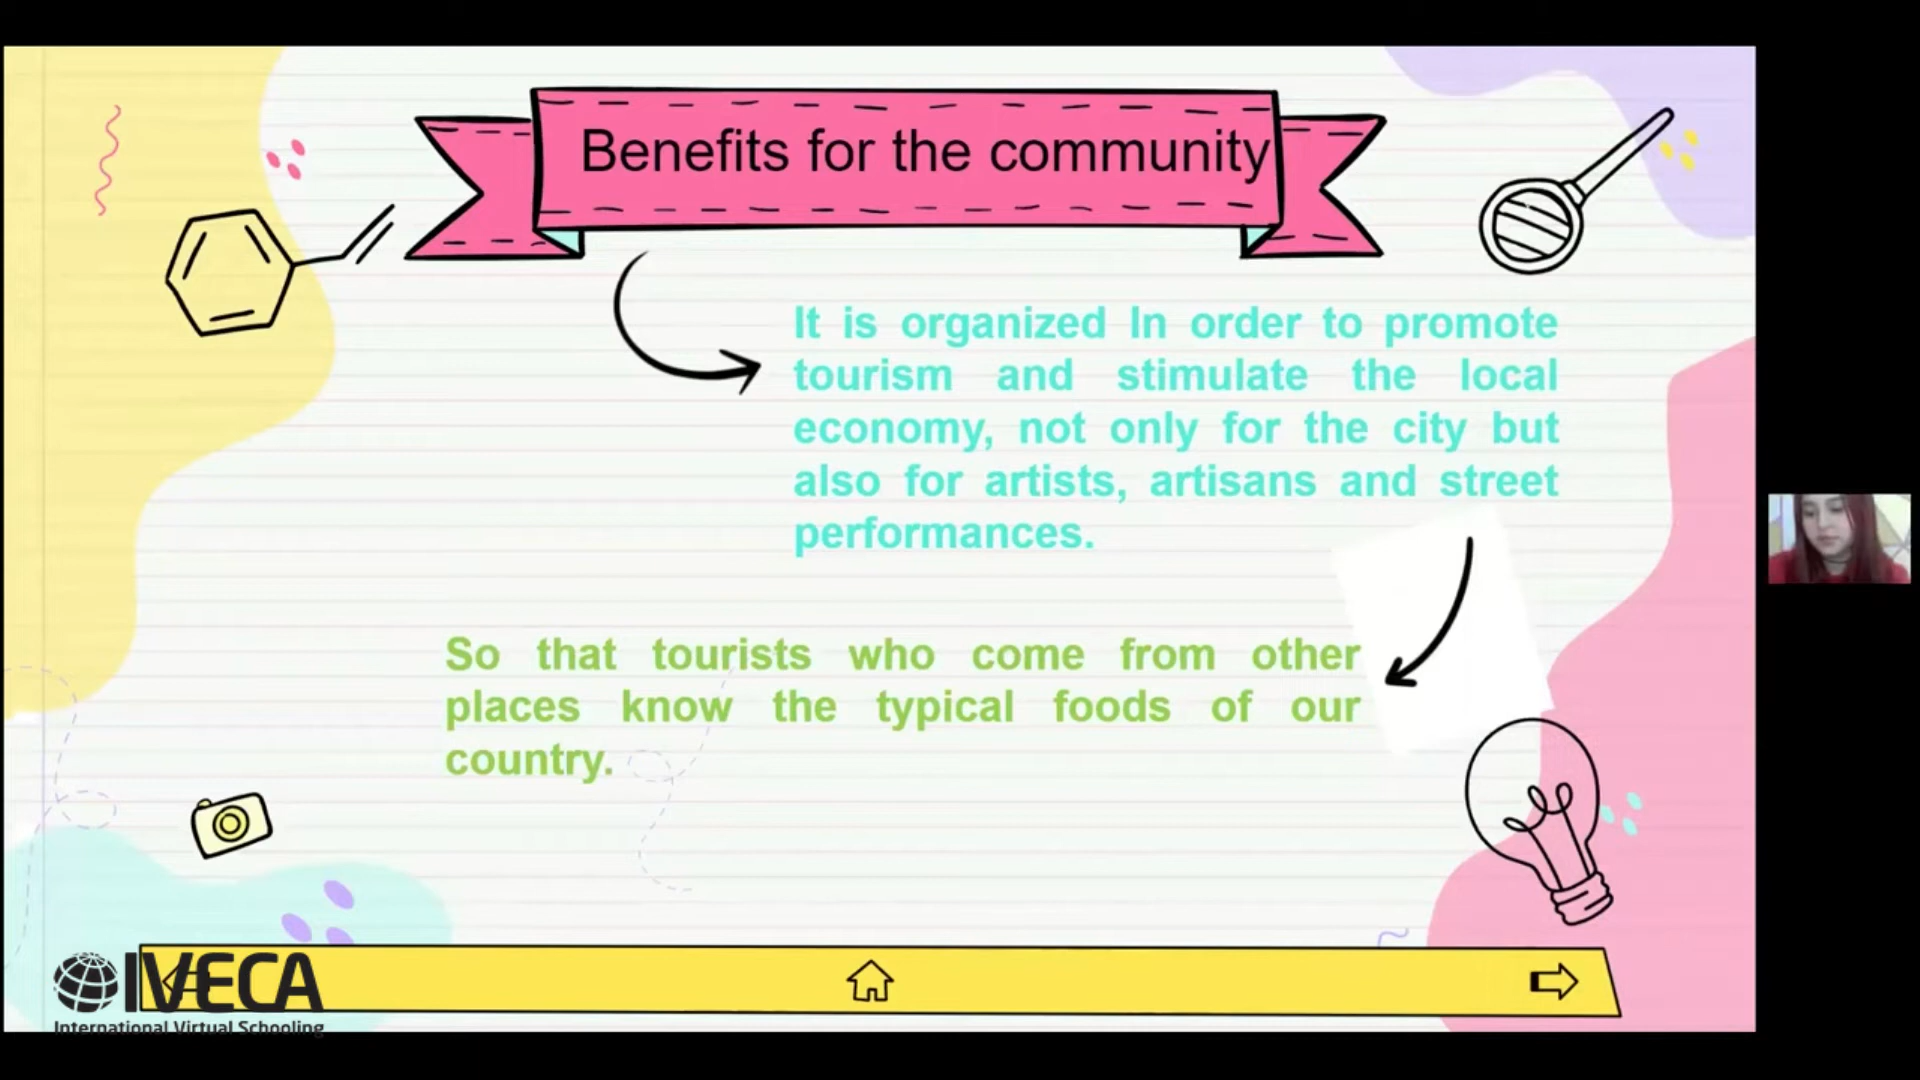 Benefits for the community
It is organized In order to promote
tourism and stimulate the local
economy, not only for the city but
also for artists, artisans and street
performances.
So that tourists who come from other
places know the typical foods of our
country.
IVECA
International Virtual Schooling